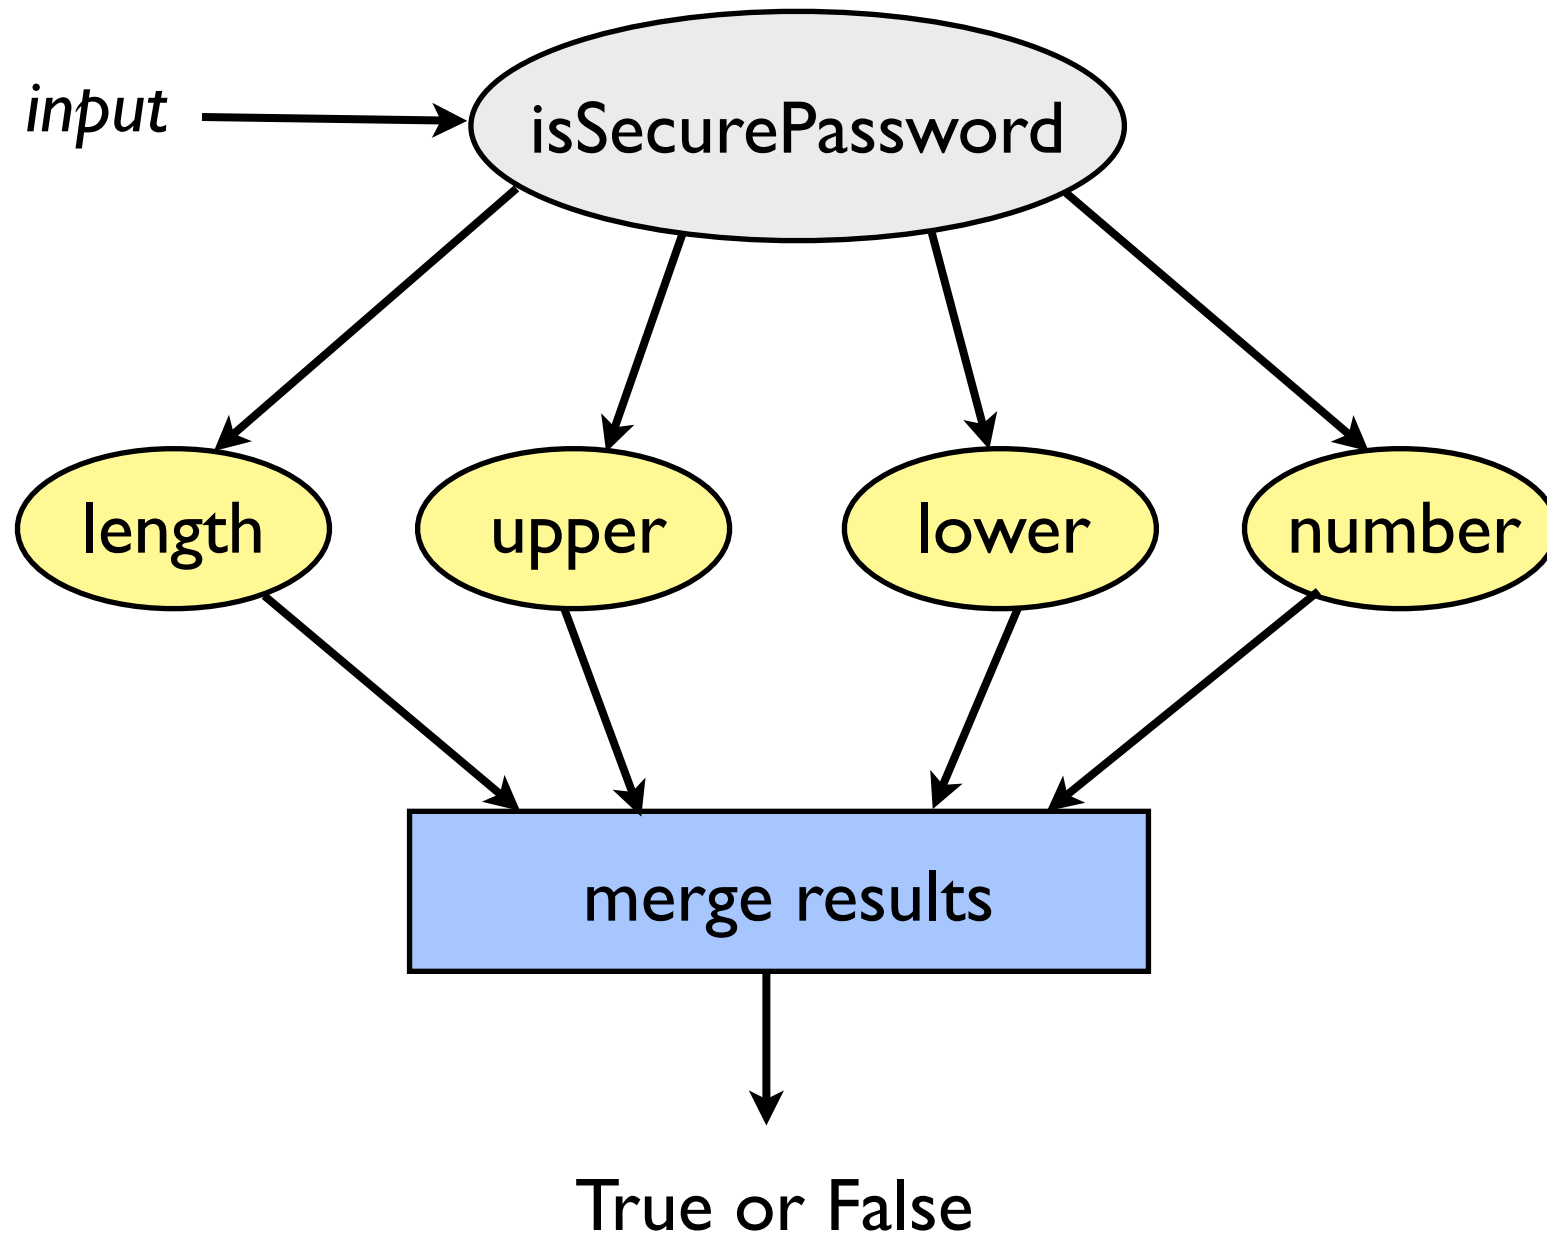 input
isSecurePassword
length
upper
lower
number
merge results
True or False